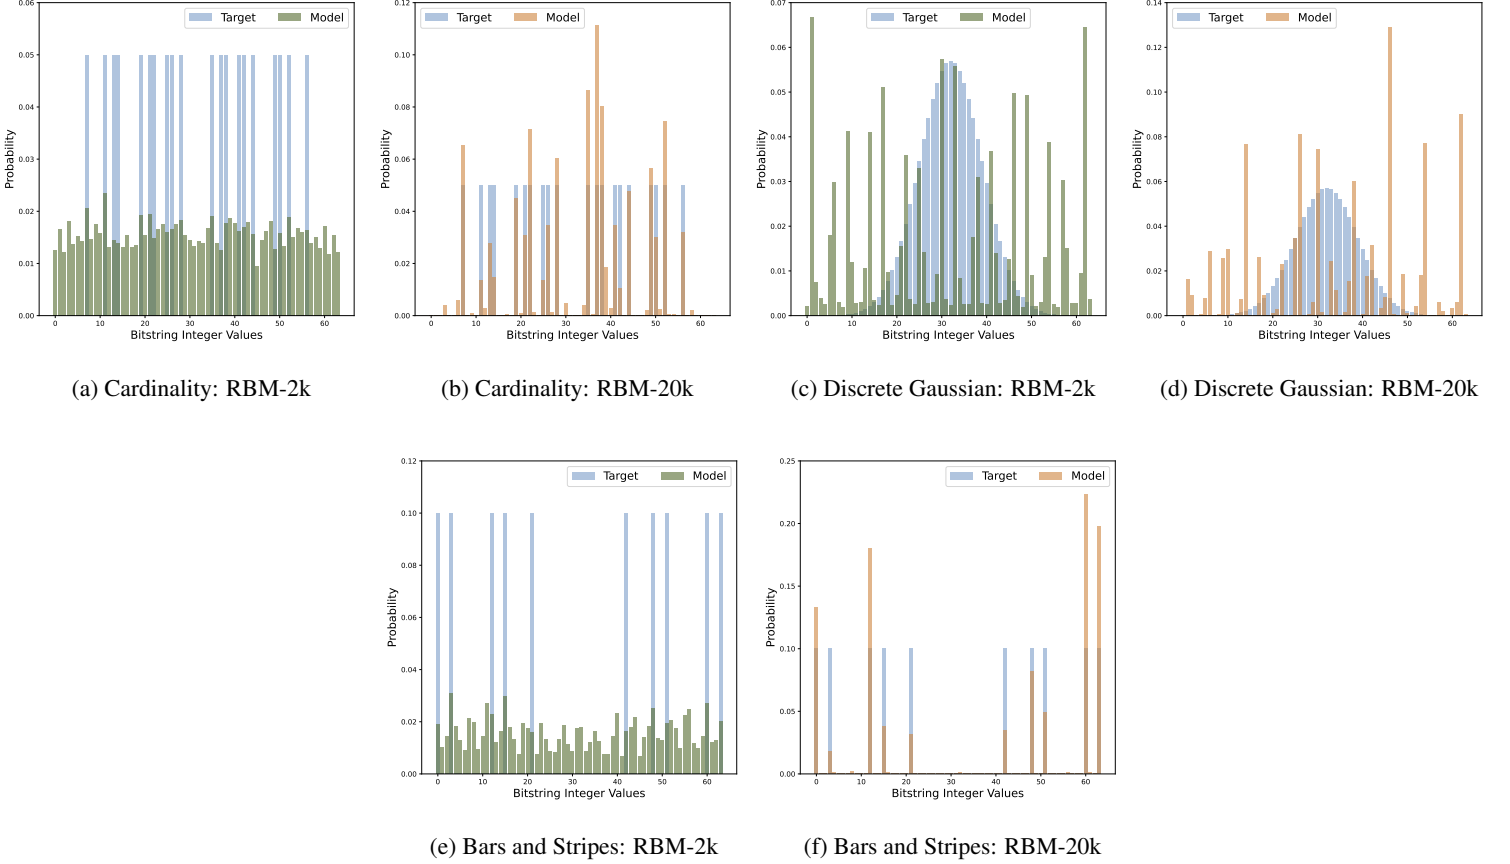 Target Model
0.06
0.05
0.04
0.03
0.02
0.01
0.00
Probability
0 10 20 30 40 50 60
Bitstring Integer Values
(a) Cardinality: RBM-2k
Target Model
0.12
0.10
0.08
0.06
0.04
0.02
0.00
Probability
0 10 20 30 40 50 60
Bitstring Integer Values
(b) Cardinality: RBM-20k
Target Model
0.07
0.06
0.05
0.04
0.03
0.02
0.01
0.00
Probability
0 10 20 30 40 50 60
Bitstring Integer Values
(c) Discrete Gaussian: RBM-2k
Target Model
0.14
0.12
0.10
0.08
0.06
0.04
0.02
0.00
Probability
0 10 20 30 40 50 60
Bitstring Integer Values
(d) Discrete Gaussian: RBM-20k
Target Model
0.12
0.10
0.08
0.06
0.04
0.02
0.00
Probability
0 10 20 30 40 50 60
Bitstring Integer Values
(e) Bars and Stripes: RBM-2k
Target Model
0.25
0.20
0.15
0.10
0.05
0.00
Probability
0 10 20 30 40 50 60
Bitstring Integer Values
(f) Bars and Stripes: RBM-20k